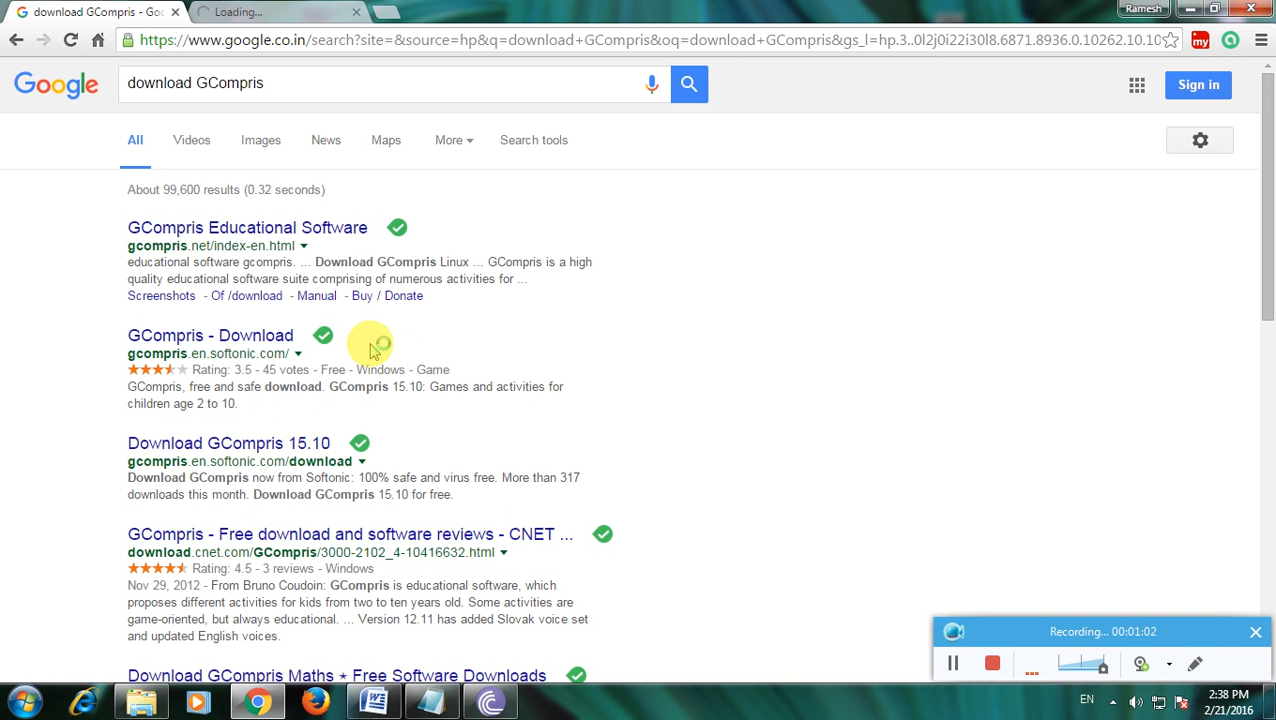 download GCompris - Goo
Loading...
Ramesh
https://www.google.co.in/search?site=&source=hp&q=download+GCompris&oq=download+GCompris&gs_l=hp.3..0l2j0i22i30l8.6871.8936.0.10262.10.10
my
Google
download GCompris
Sign in
All
Videos
Images
News
Maps
More
Search tools
About 99,600 results (0.32 seconds)
GCompris Educational Software
gcompris.net/index-en.html
educational software gcompris. ... Download GCompris Linux ... GCompris is a high
quality educational software suite comprising of numerous activities for ...
Screenshots - Of /download - Manual - Buy / Donate
GCompris - Download
gcompris.en.softonic.com/
Rating: 3.5 - 45 votes - Free - Windows - Game
GCompris, free and safe download. GCompris 15.10: Games and activities for
children age 2 to 10.
Download GCompris 15.10
gcompris.en.softonic.com/download
Download GCompris now from Softonic: 100% safe and virus free. More than 317
downloads this month. Download GCompris 15.10 for free.
GCompris - Free download and software reviews - CNET ...
download.cnet.com/GCompris/3000-2102_4-10416632.html
Rating: 4.5 - 3 reviews - Windows
Nov 29, 2012 - From Bruno Coudoin: GCompris is educational software, which
proposes different activities for kids from two to ten years old. Some activities are
game-oriented, but always educational. ... Version 12.11 has added Slovak voice set
and updated English voices.
Download GCompris Maths ⋆ Free Software Downloads
Recording... 00:01:02
EN
2:38 PM
2/21/2016